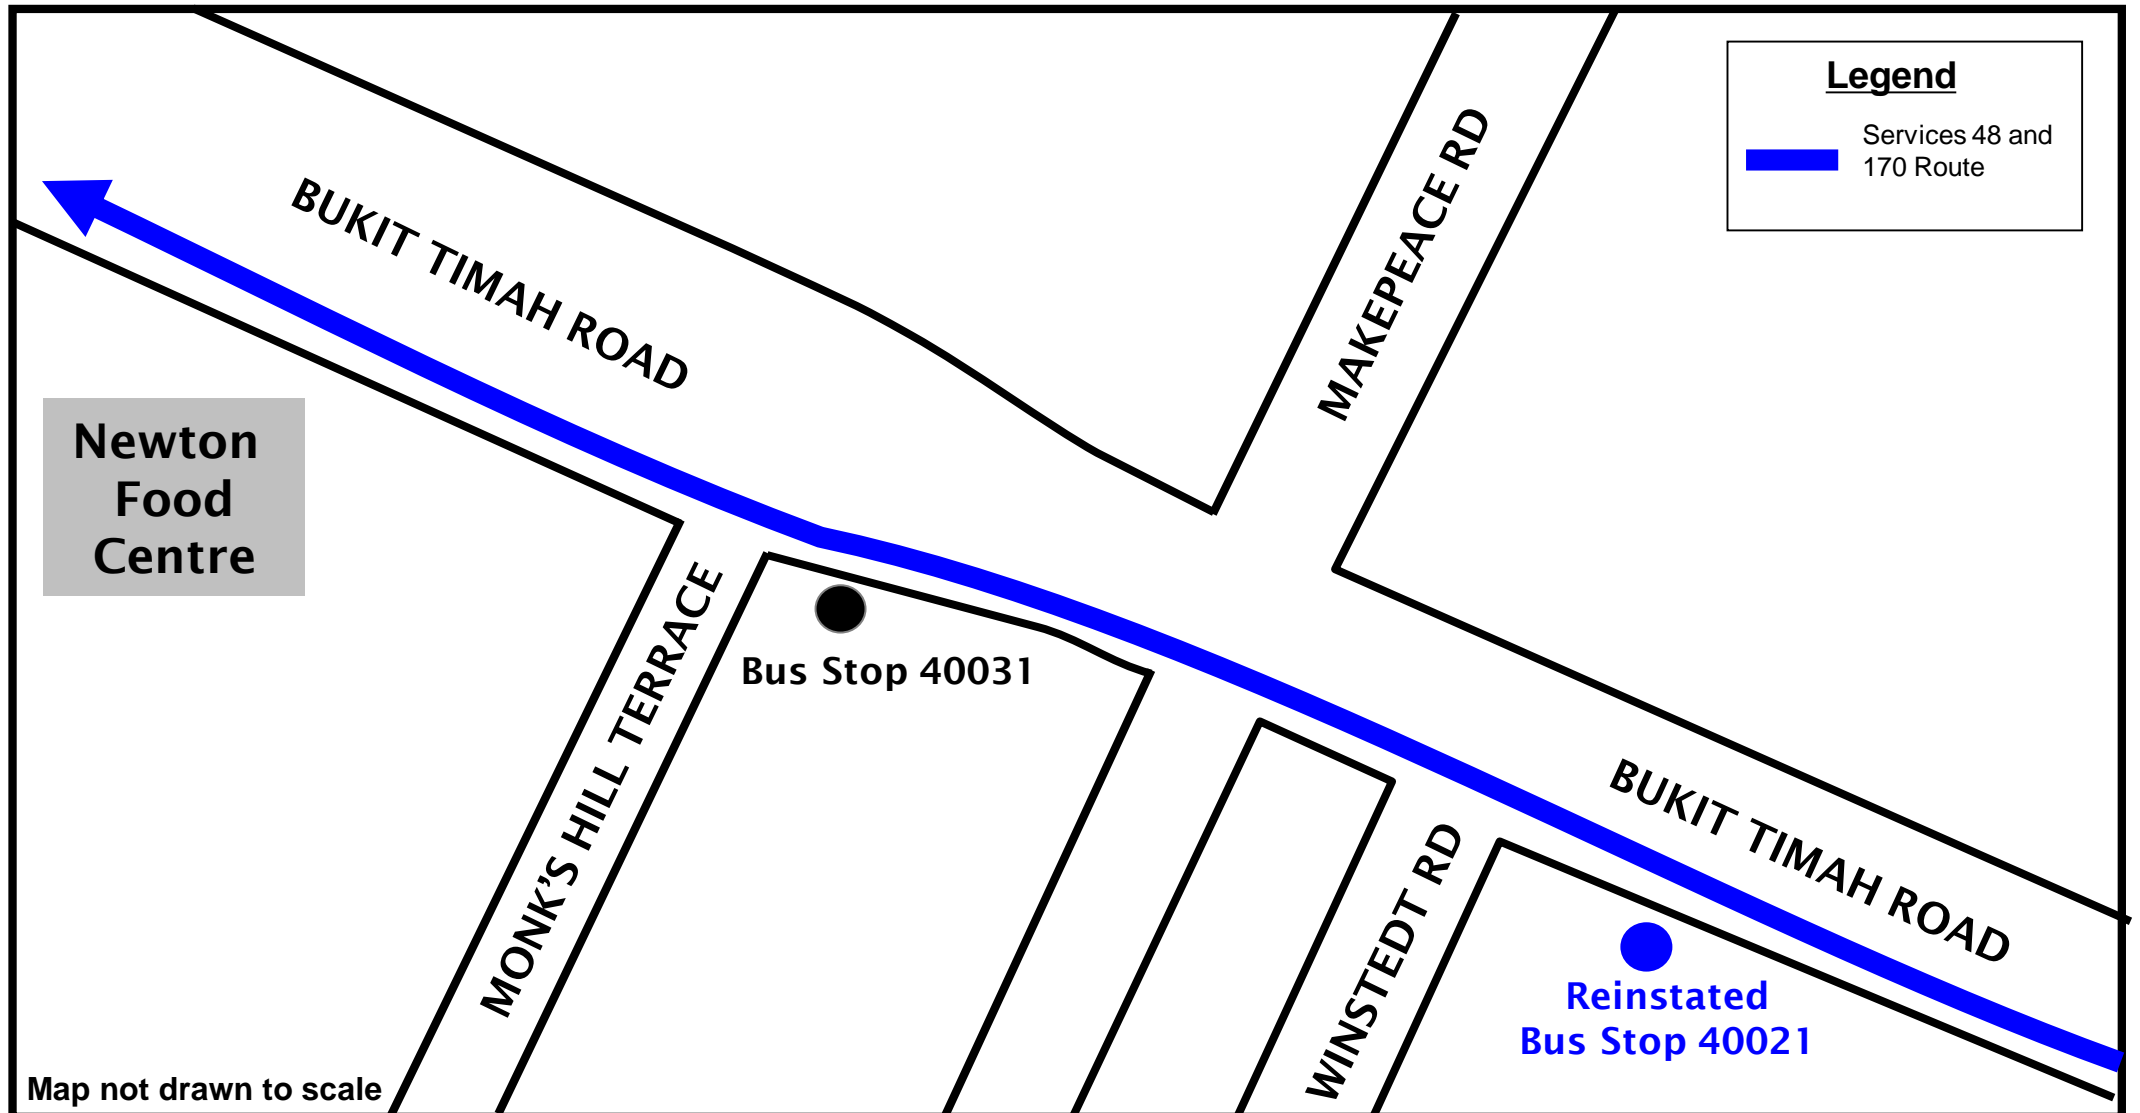 Legend
Services 48 and
170 Route
MAKEPEACE RD
BUKIT TIMAH ROAD
Newton
Food
Centre
MONK’S HILL TERRACE
Bus Stop 40031
BUKIT TIMAH ROAD
WINSTEDT RD
Reinstated
Bus Stop 40021
Map not drawn to scale